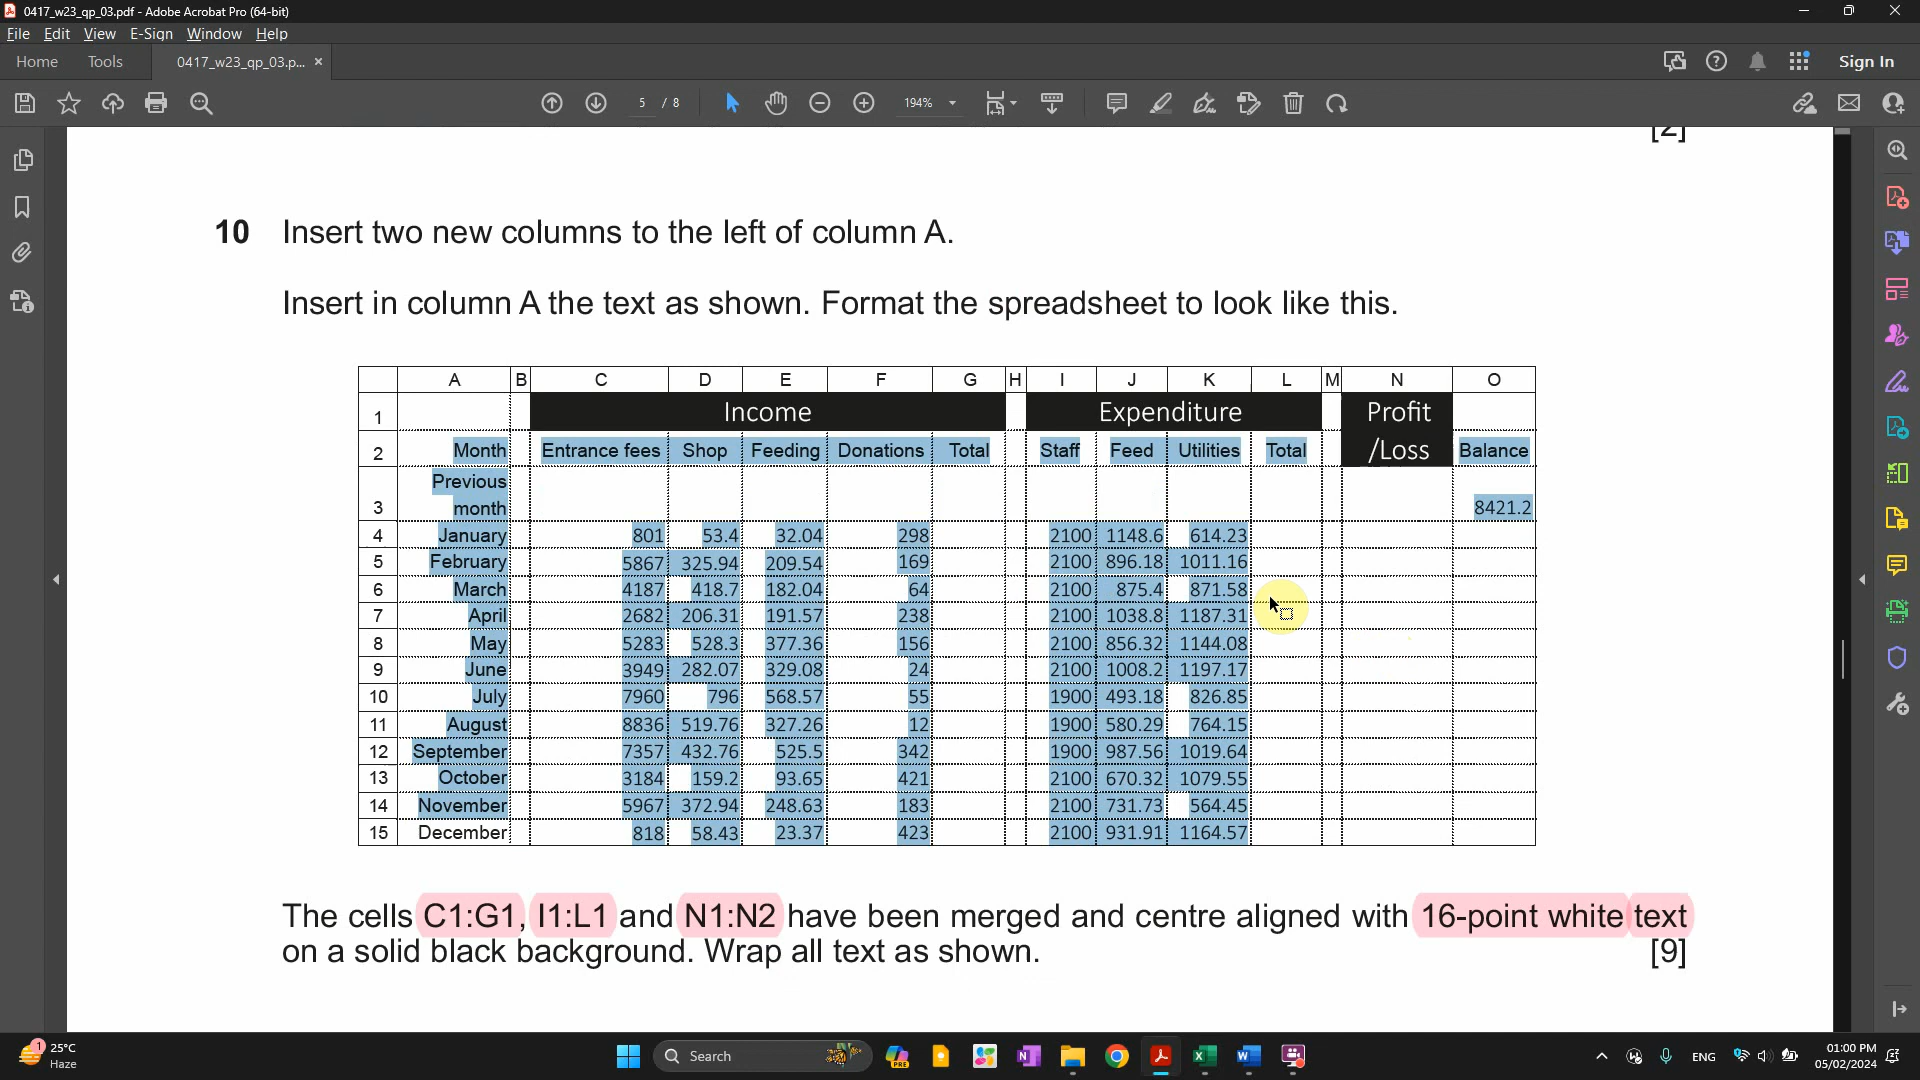 0417_w23_qp_03.pdf - Adobe Acrobat Pro (64-bit)
File Edit View E-Sign Window Help
Home Tools 0417_w23_qp_03.p... × Sign In
5 / 8 194%
[2]
10 Insert two new columns to the left of column A.
Insert in column A the text as shown. Format the spreadsheet to look like this.
A B C D E F G H I J K L M N O
1 Income Expenditure Profit
2 Month Entrance fees Shop Feeding Donations Total Staff Feed Utilities Total /Loss Balance
Previous
3 month 8421.2
4 January 801 53.4 32.04 298 2100 1148.6 614.23
5 February 5867 325.94 209.54 169 2100 896.18 1011.16
6 March 4187 418.7 182.04 64 2100 875.4 871.58
7 April 2682 206.31 191.57 238 2100 1038.8 1187.31
8 May 5283 528.3 377.36 156 2100 856.32 1144.08
9 June 3949 282.07 329.08 24 2100 1008.2 1197.17
10 July 7960 796 568.57 55 1900 493.18 826.85
11 August 8836 519.76 327.26 12 1900 580.29 764.15
12 September 7357 432.76 525.5 342 1900 987.56 1019.64
13 October 3184 159.2 93.65 421 2100 670.32 1079.55
14 November 5967 372.94 248.63 183 2100 731.73 564.45
15 December 818 58.43 23.37 423 2100 931.91 1164.57
The cells C1:G1, I1:L1 and N1:N2 have been merged and centre aligned with 16-point white text
on a solid black background. Wrap all text as shown. [9]
1 25°C
Haze
Search
PRE
ENG
01:00 PM
05/02/2024